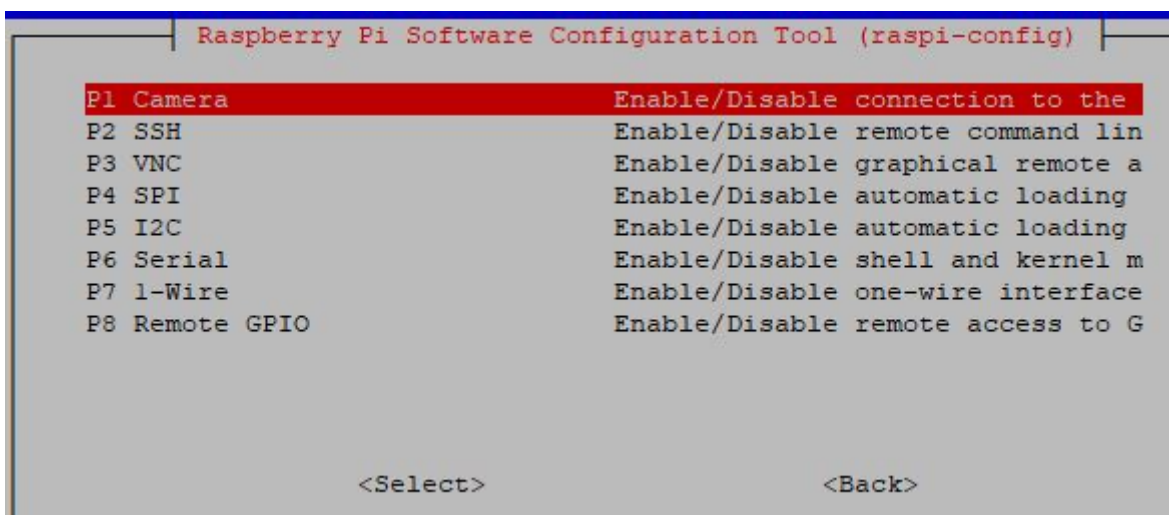 Raspberry Pi Software Configuration Tool (raspi-config)
P1 Camera Enable/Disable connection to the
P2 SSH Enable/Disable remote command lin
P3 VNC Enable/Disable graphical remote a
P4 SPI Enable/Disable automatic loading
P5 I2C Enable/Disable automatic loading
P6 Serial Enable/Disable shell and kernel m
P7 1-Wire Enable/Disable one-wire interface
P8 Remote GPIO Enable/Disable remote access to G
<Select> <Back>